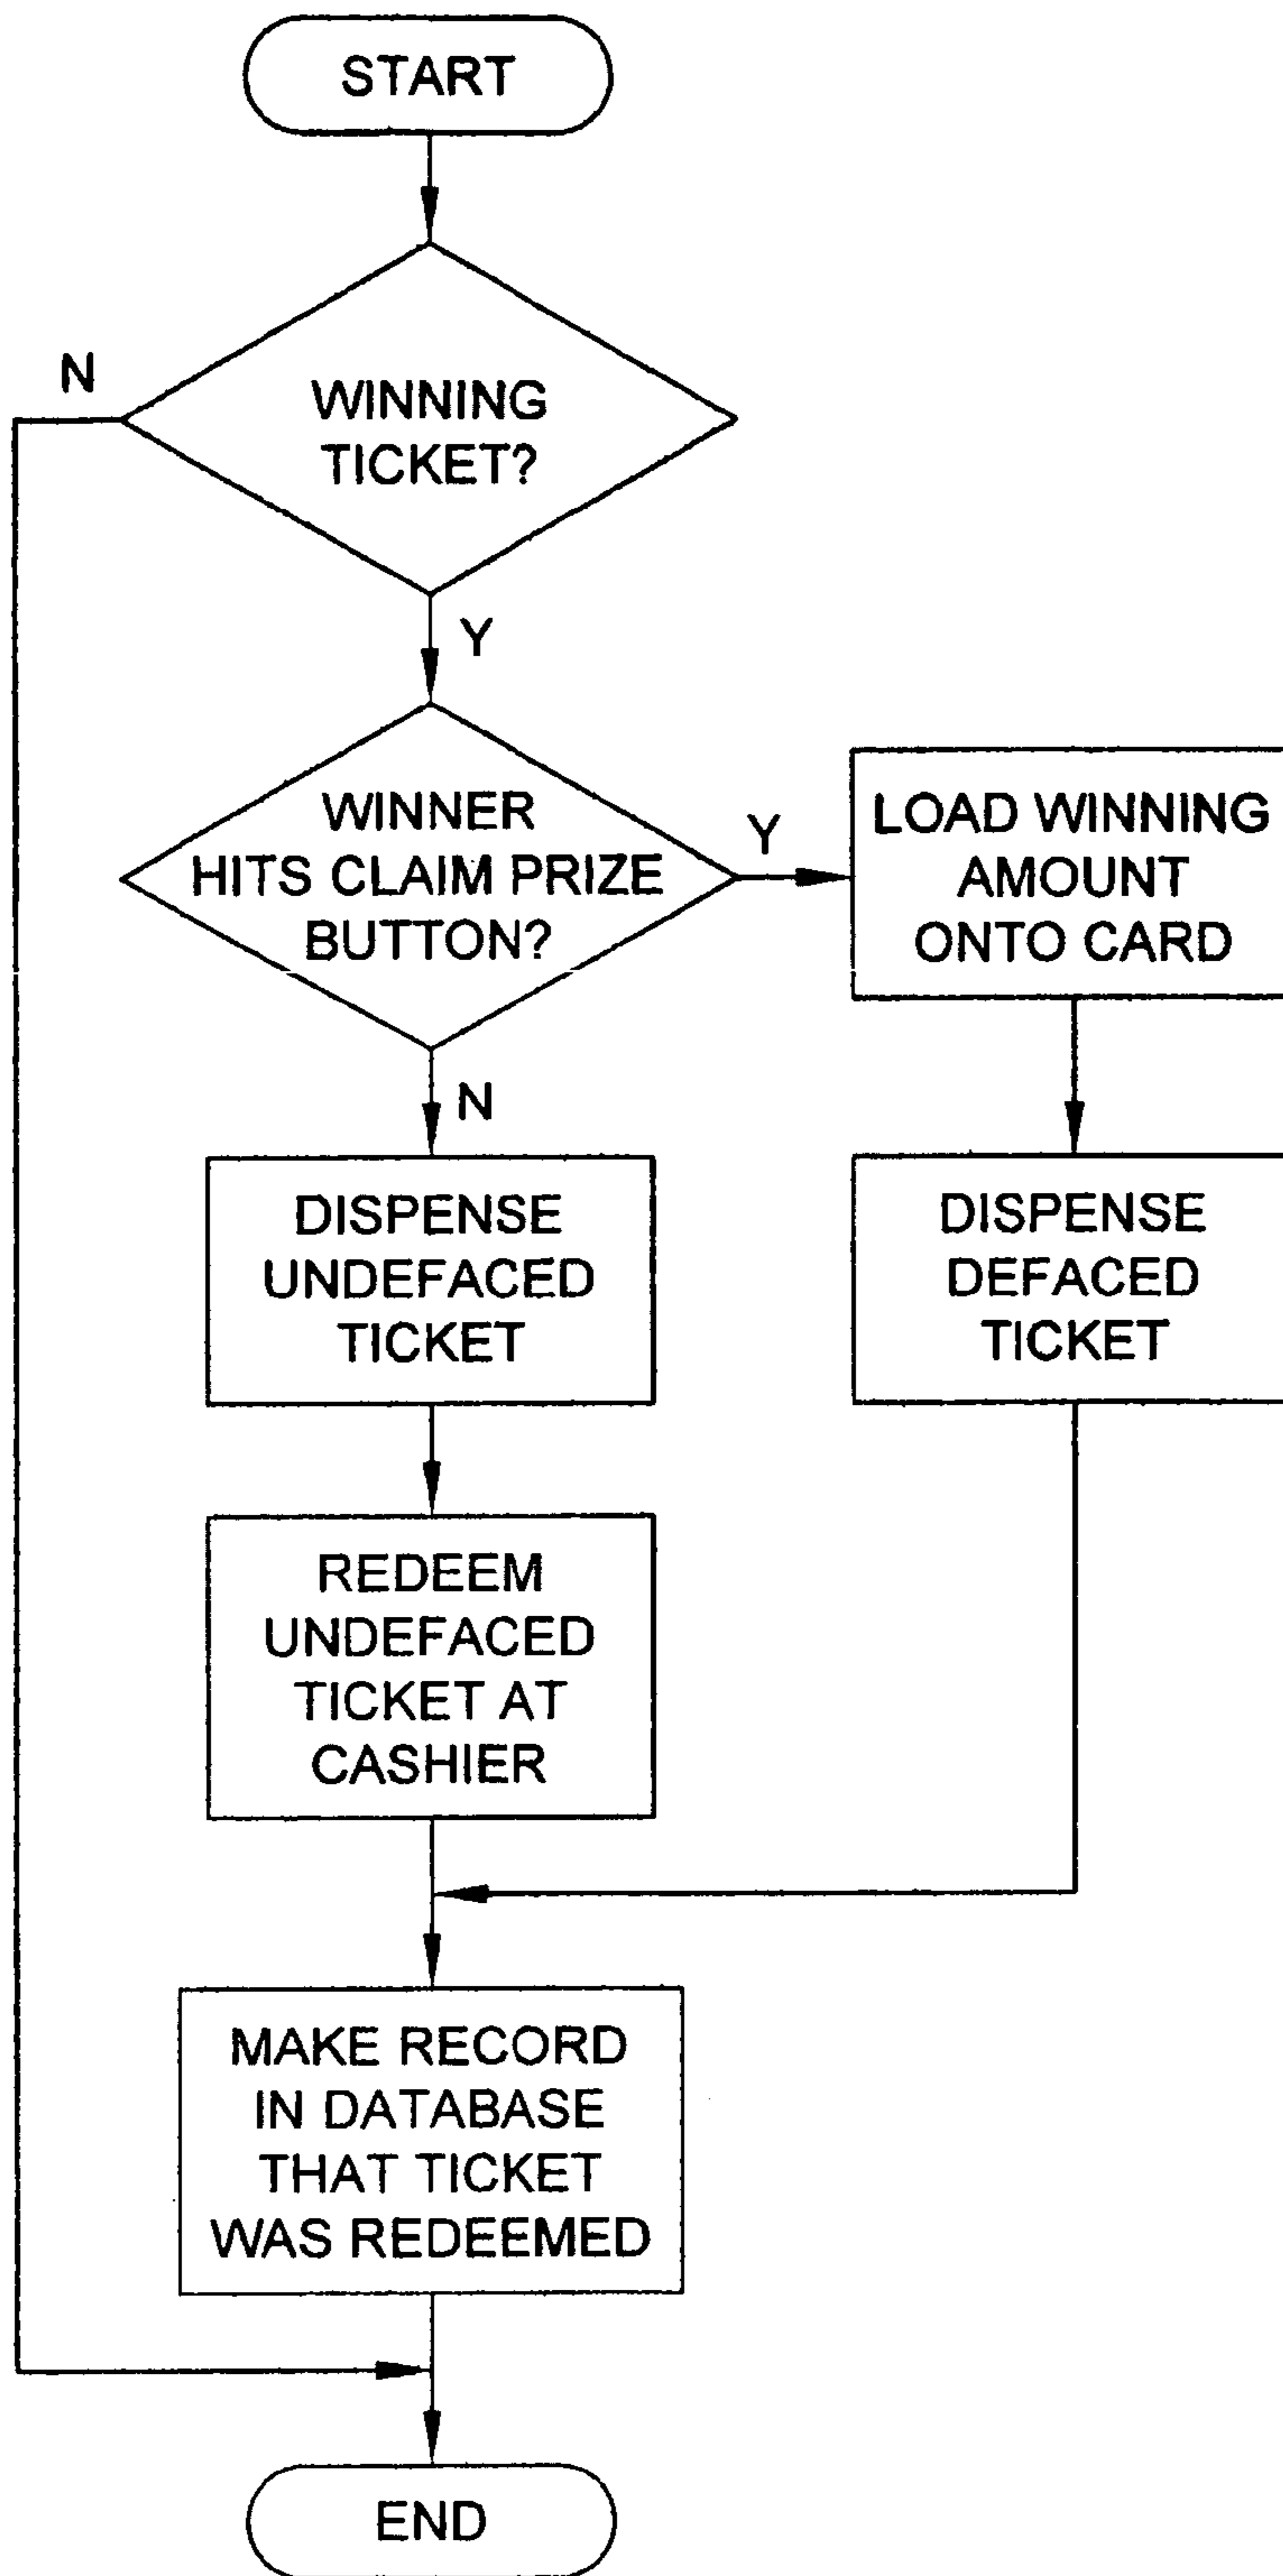 START
N
WINNING
TICKET?
Y
WINNER
HITS CLAIM PRIZE
BUTTON?
Y
LOAD WINNING
AMOUNT
ONTO CARD
N
DISPENSE
UNDEFACED
TICKET
DISPENSE
DEFACED
TICKET
REDEEM
UNDEFACED
TICKET AT
CASHIER
MAKE RECORD
IN DATABASE
THAT TICKET
WAS REDEEMED
END